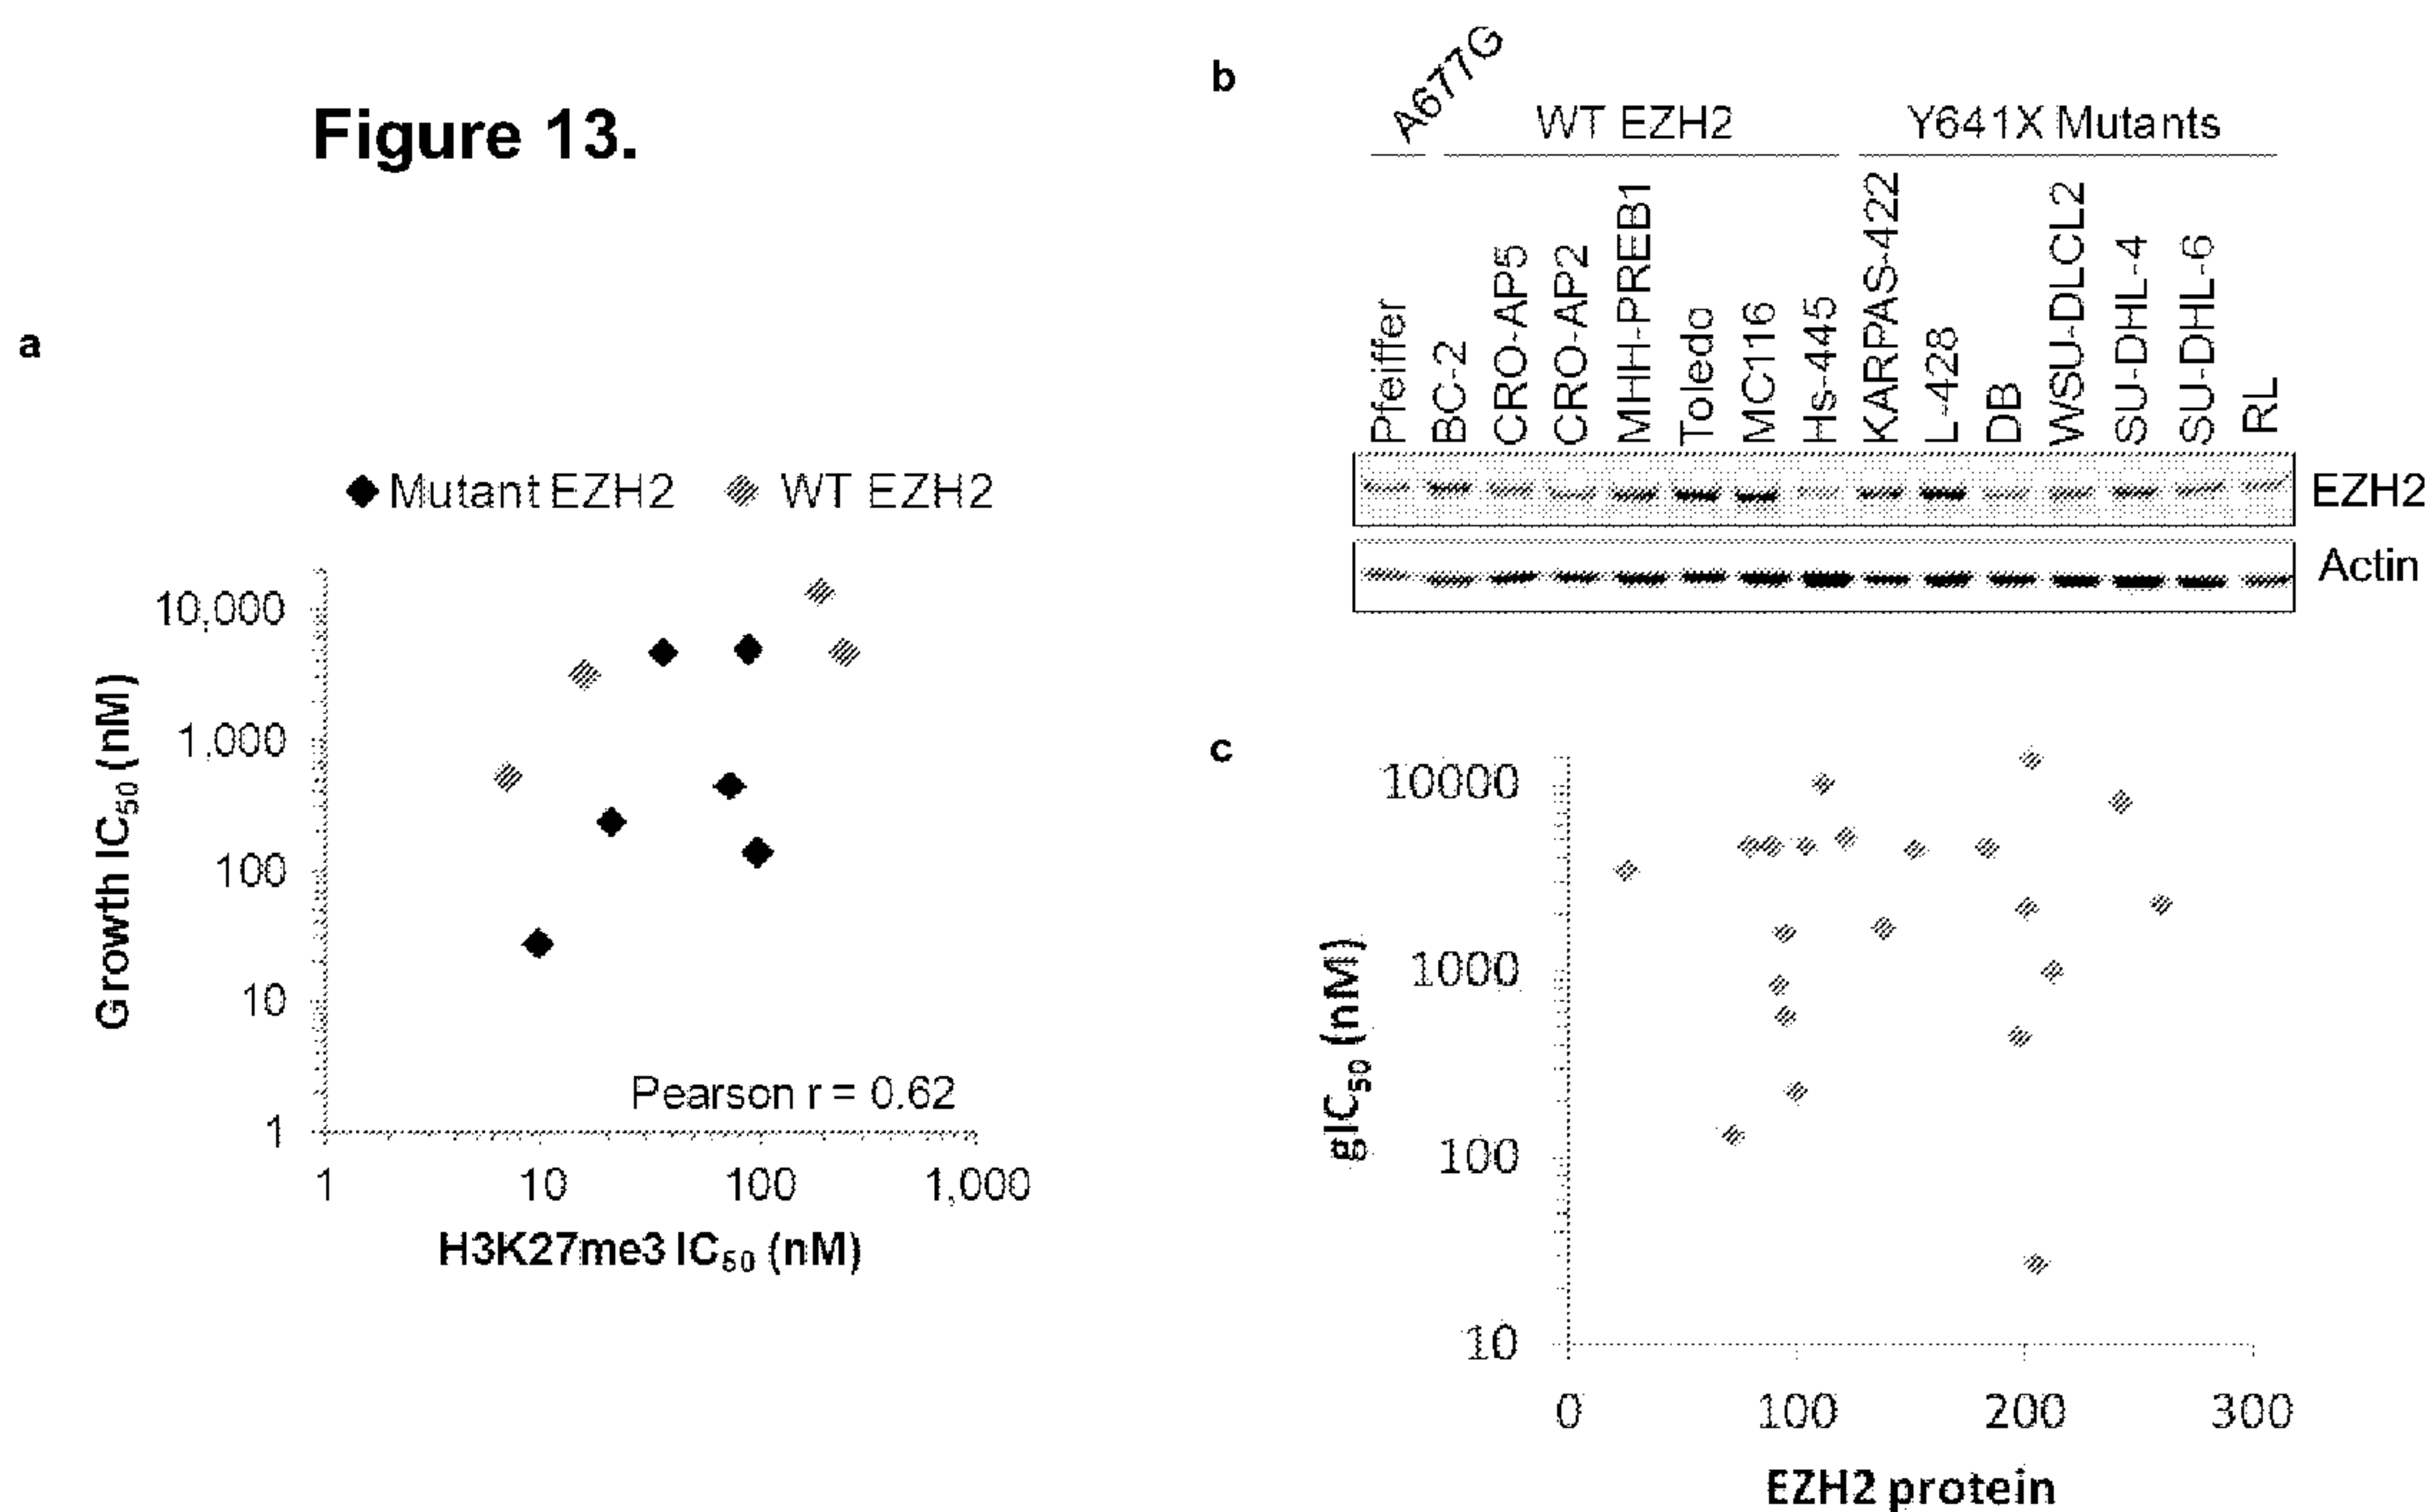 Figure 13.
a
Mutant EZH2 WT EZH2
Growth IC50 (nM)
10,000
1,000
100
10
1
Pearson r = 0.62
1 10 100 1,000
H3K27me3 IC50 (nM)
b
A677G WT EZH2 Y641X Mutants
Pfeiffer
BC-2
CRO-AP5
CRO-AP2
MHH-PREB1
Toledo
MC116
Hs-445
KARPAS-422
L-428
DB
WSU-DLCL2
SU-DHL-4
SU-DHL-6
RL
EZH2
Actin
c
gIC50 (nM)
10000
1000
100
10
0 100 200 300
EZH2 protein